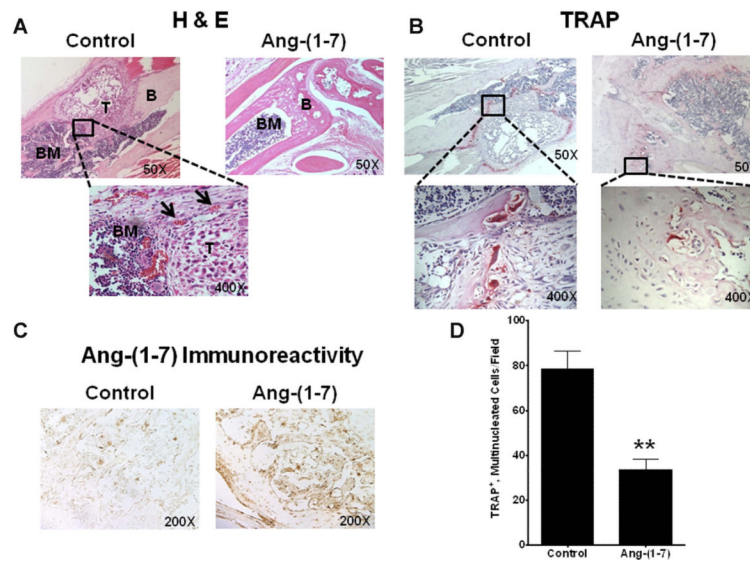 A
H & E
Control
Ang-(1-7)
T
B
BM
50X
B
BM
50X
BM
T
400X
B
TRAP
Control
Ang-(1-7)
50X
50
400X
400X
C
Ang-(1-7) Immunoreactivity
Control
Ang-(1-7)
200X
200X
D
TRAP+, Multinucleated Cells/Field
100
80
60
40
20
0
**
Control
Ang-(1-7)